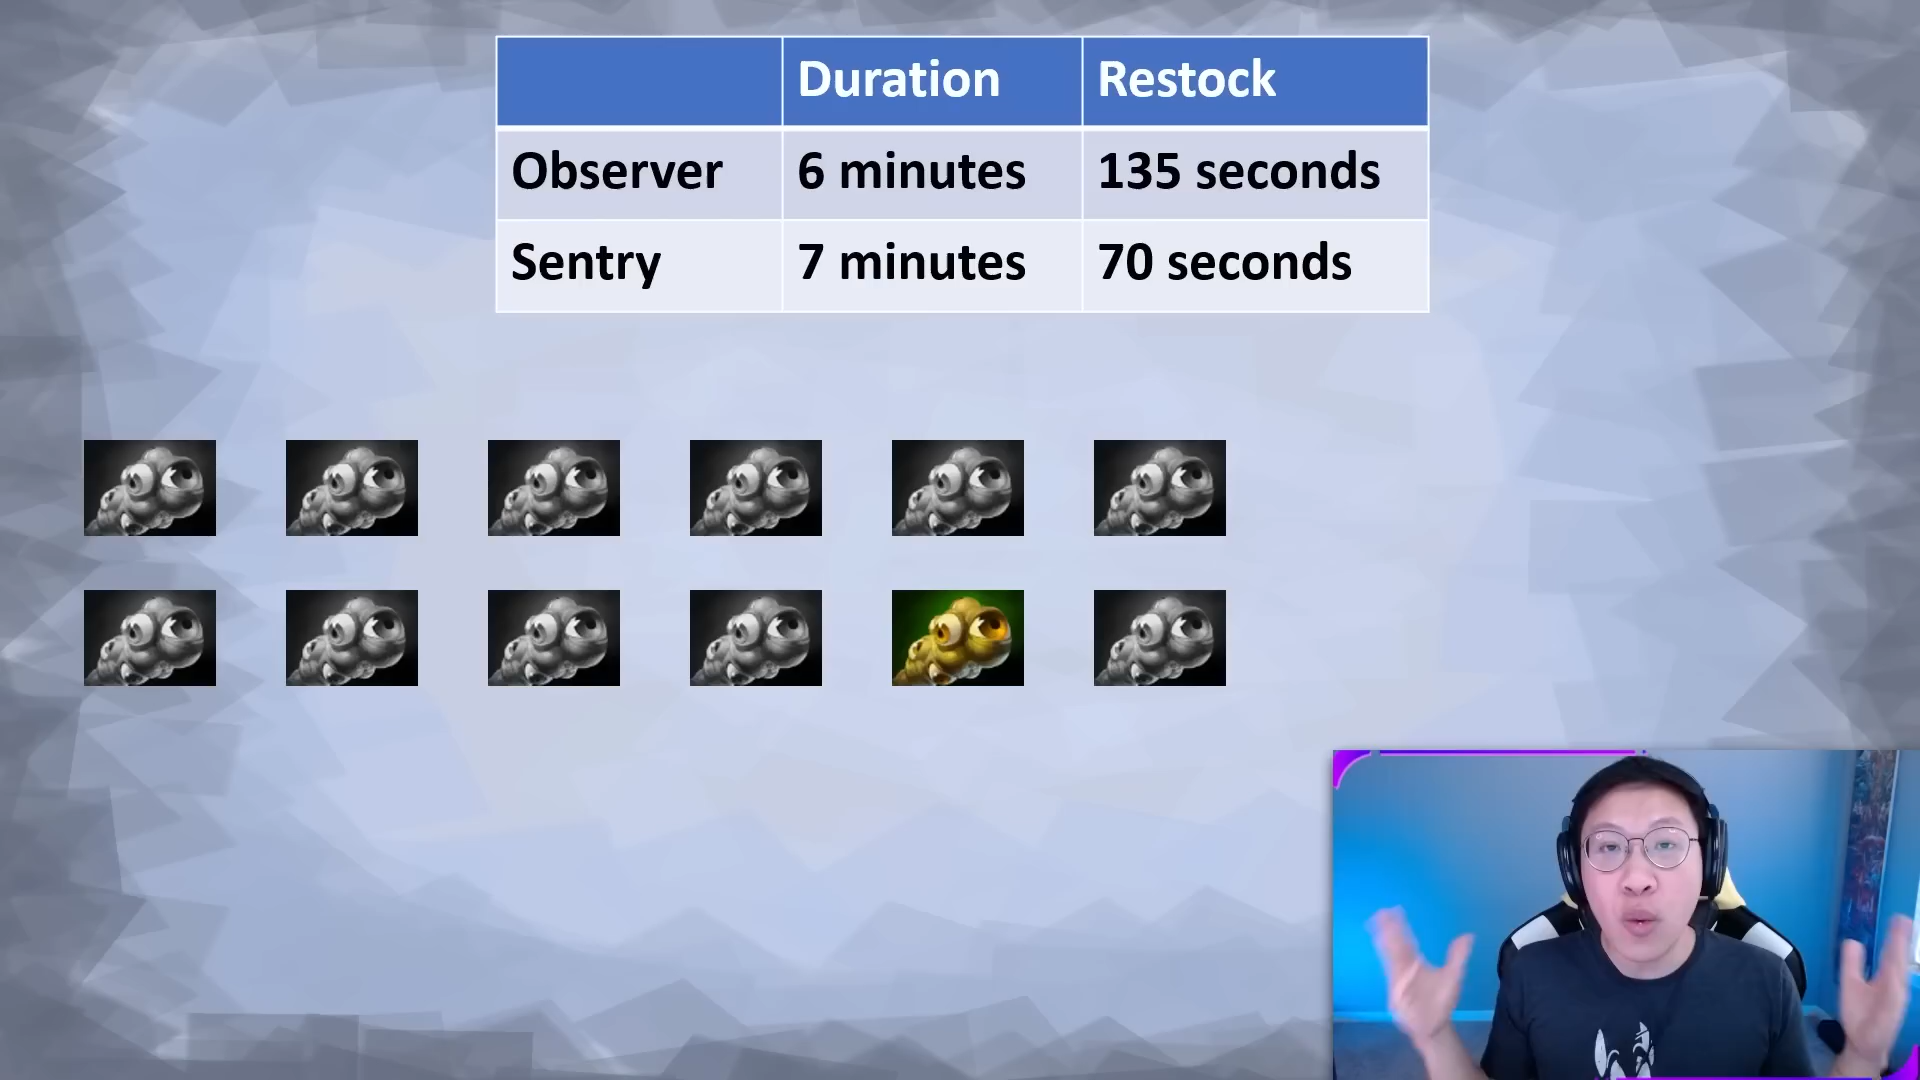 Duration Restock
Observer 6 minutes 135 seconds
Sentry 7 minutes 70 seconds